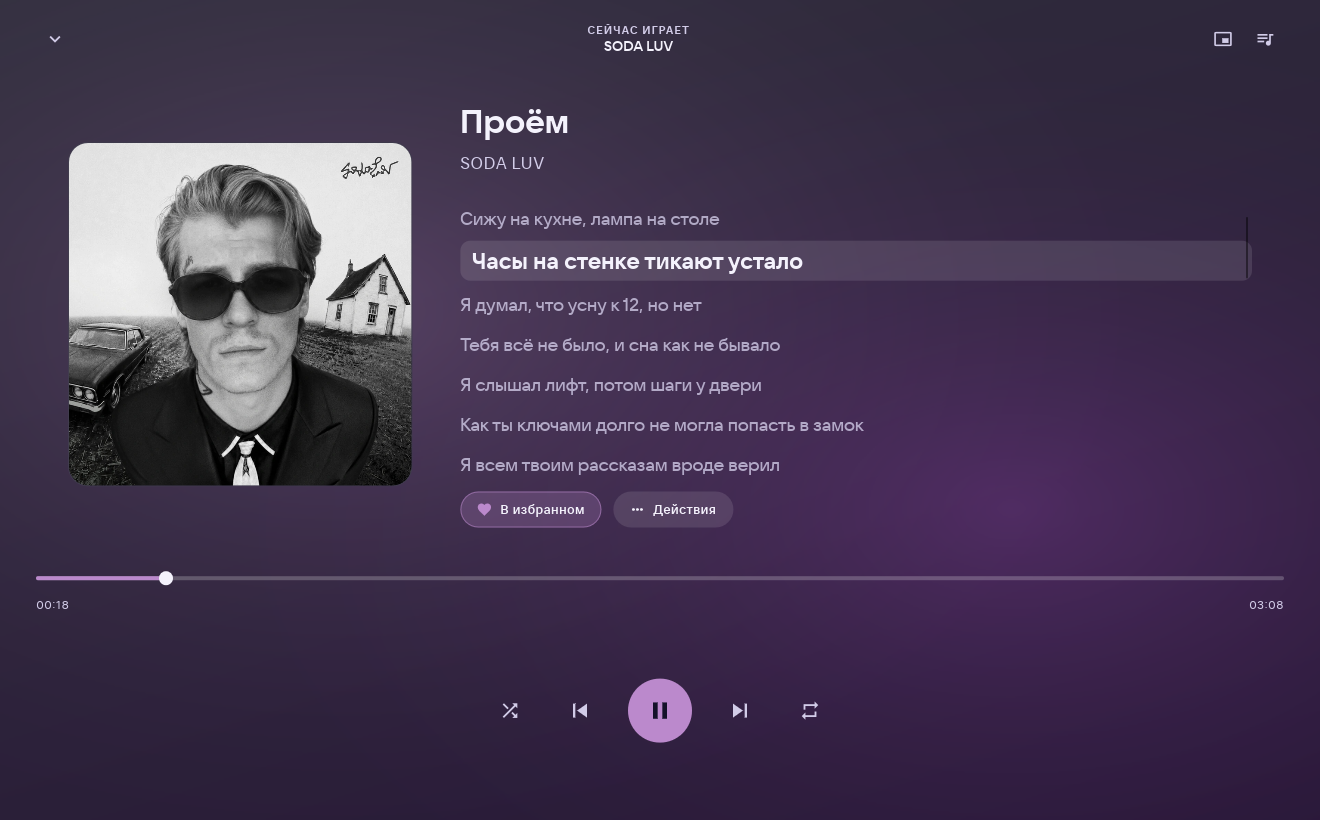 СЕЙЧАС ИГРАЕТ
SODA LUV
Проём
SODA LUV
Soda Luv
Сижу на кухне, лампа на столе
Часы на стенке тикают устало
Я думал, что усну к 12, но нет
Тебя всё не было, и сна как не бывало
Я слышал лифт, потом шаги у двери
Как ты ключами долго не могла попасть в замок
Я всем твоим рассказам вроде верил
В избранном
Действия
00:18
03:08